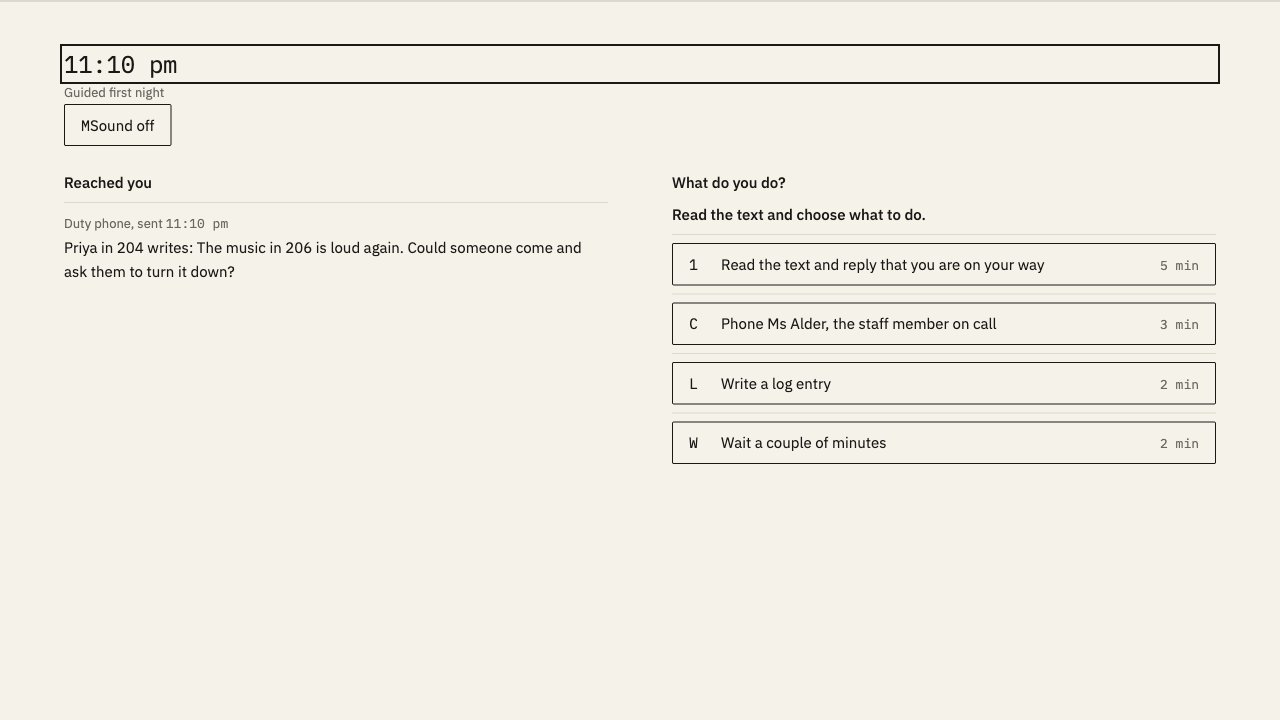 11:10 pm
Guided first night
MSound off
Reached you
Duty phone, sent 11:10 pm
Priya in 204 writes: The music in 206 is loud again. Could someone come and
ask them to turn it down?
What do you do?
Read the text and choose what to do.
1 Read the text and reply that you are on your way 5 min
C Phone Ms Alder, the staff member on call 3 min
L Write a log entry 2 min
W Wait a couple of minutes 2 min